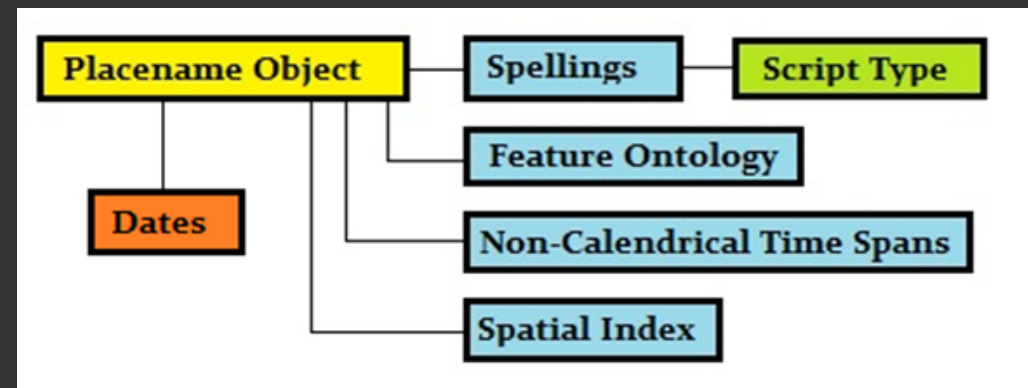 Placename Object
Spellings
Script Type
Feature Ontology
Dates
Non-Calendrical Time Spans
Spatial Index